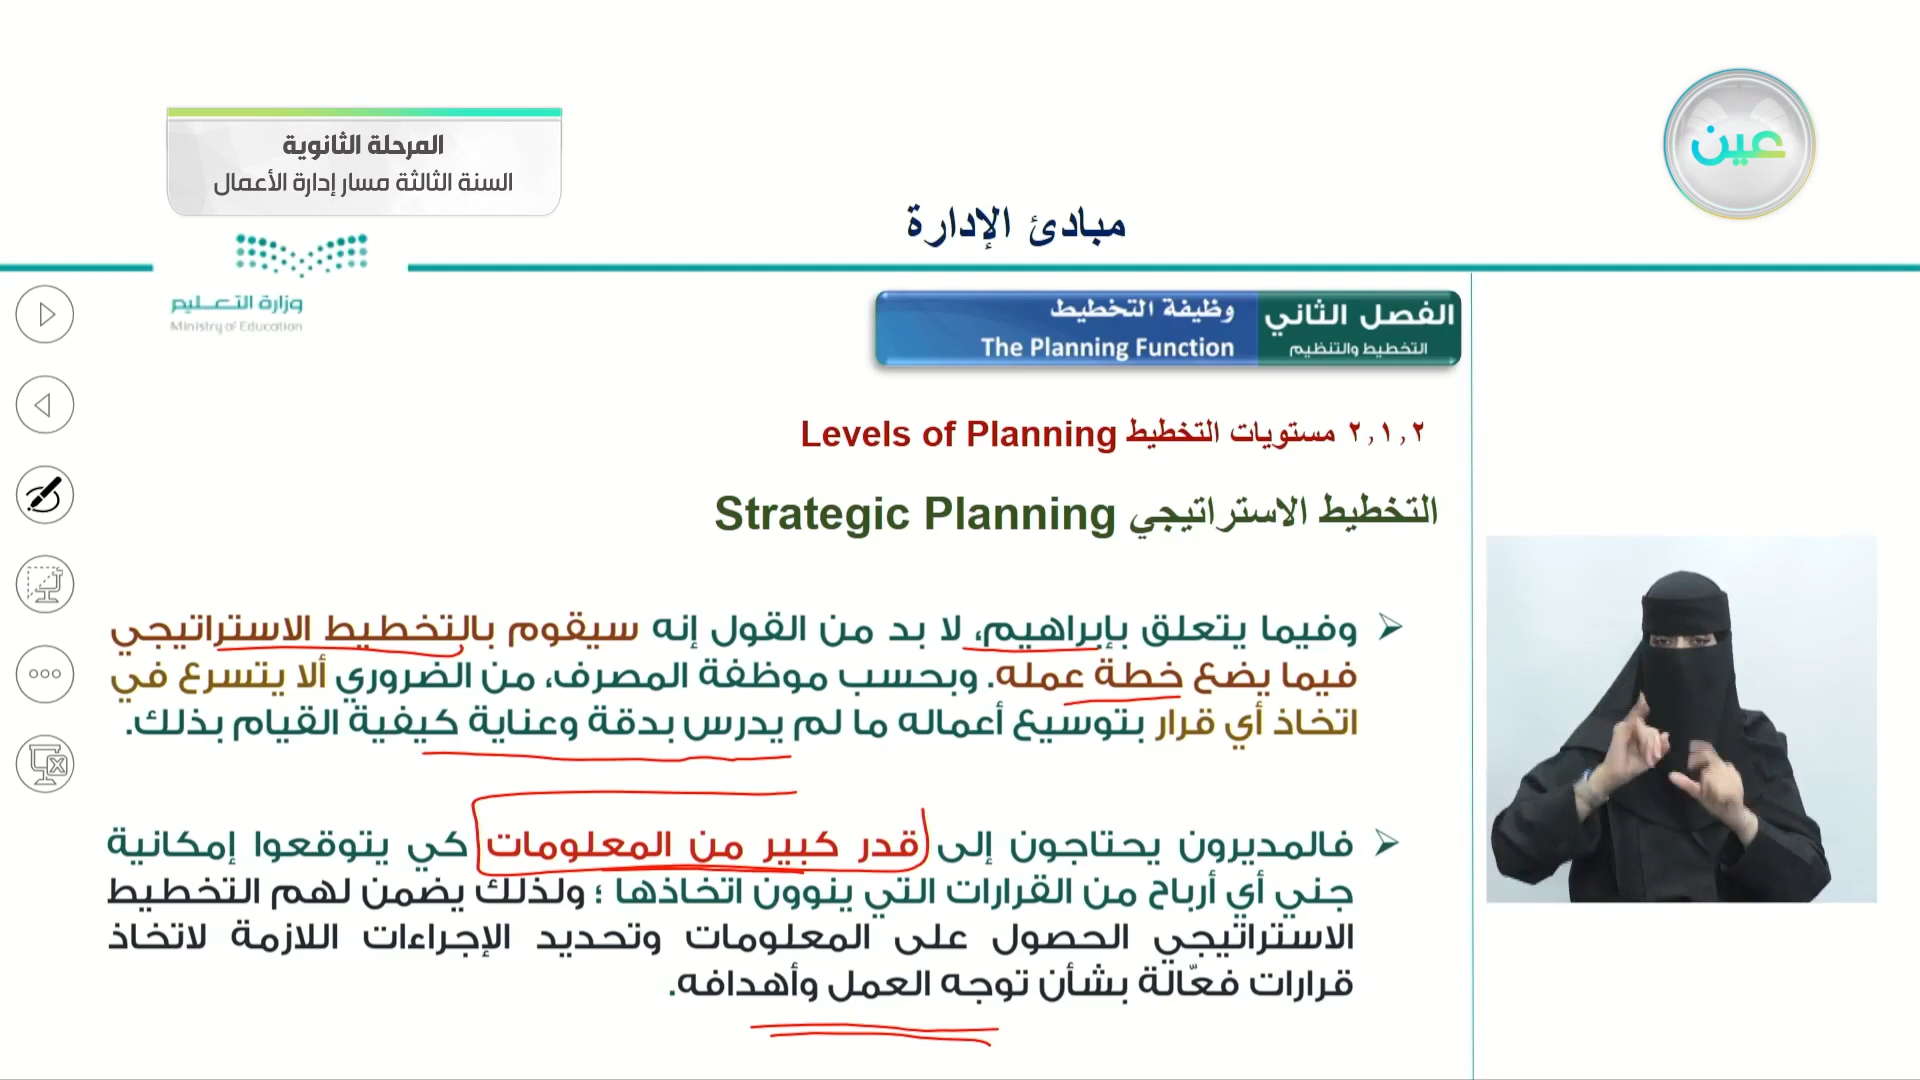 عين
المرحلة الثانوية
السنة الثالثة مسار إدارة الأعمال
مبادئ الإدارة
وزارة التعليم
Ministry of Education
الفصل الثاني
التخطيط والتنظيم
وظيفة التخطيط
The Planning Function
٢,١,٢ مستويات التخطيط Levels of Planning
التخطيط الاستراتيجي Strategic Planning
وفيما يتعلق بإبراهيم، لا بد من القول إنه سيقوم بالتخطيط الاستراتيجي
فيما يضع خطة عمله. وبحسب موظفة المصرف، من الضروري ألا يتسرع في
اتخاذ أي قرار بتوسيع أعماله ما لم يدرس بدقة وعناية كيفية القيام بذلك.
فالمديرون يحتاجون إلى قدر كبير من المعلومات كي يتوقعوا إمكانية
جني أي أرباح من القرارات التي ينوون اتخاذها ؛ ولذلك يضمن لهم التخطيط
الاستراتيجي الحصول على المعلومات وتحديد الإجراءات اللازمة لاتخاذ
قرارات فعّالة بشأن توجه العمل وأهدافه.